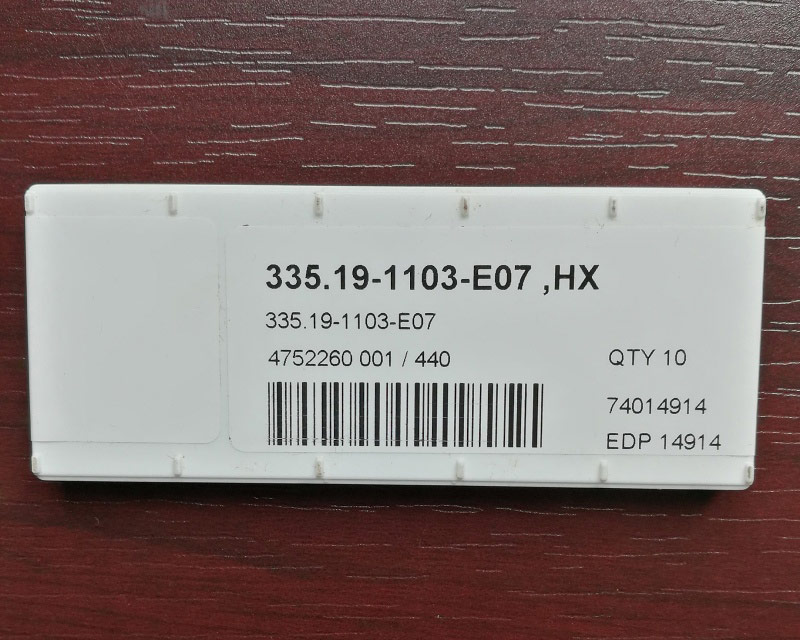 335.19-1103-E07 ,HX
335.19-1103-E07
4752260 001 / 440
QTY 10
74014914
EDP 14914